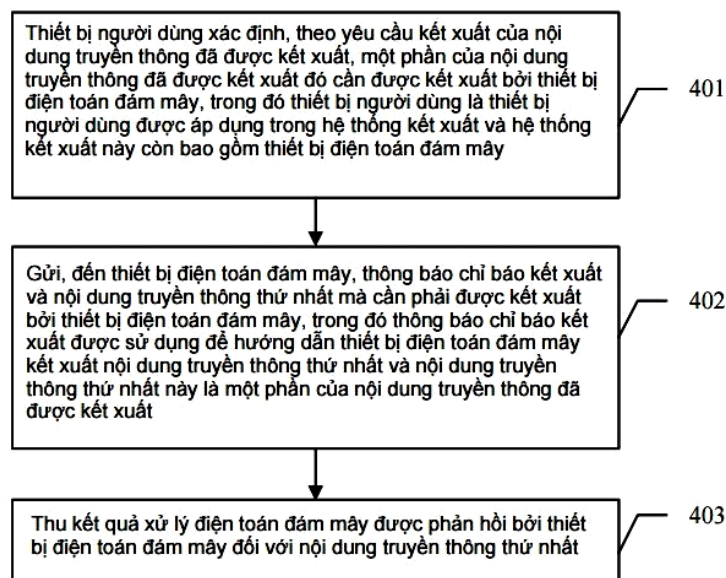 Thiết bị người dùng xác định, theo yêu cầu kết xuất của nội
dung truyền thông đã được kết xuất, một phần của nội dung
truyền thông đã được kết xuất đó cần được kết xuất bởi thiết bị
điện toán đám mây, trong đó thiết bị người dùng là thiết bị
người dùng được áp dụng trong hệ thống kết xuất và hệ thống
kết xuất này còn bao gồm thiết bị điện toán đám mây
401
Gửi, đến thiết bị điện toán đám mây, thông báo chỉ báo kết xuất
và nội dung truyền thông thứ nhất mà cần phải được kết xuất
bởi thiết bị điện toán đám mây, trong đó thông báo chỉ báo kết
xuất được sử dụng để hướng dẫn thiết bị điện toán đám mây
kết xuất nội dung truyền thông thứ nhất và nội dung truyền
thông thứ nhất này là một phần của nội dung truyền thông đã
được kết xuất
402
Thu kết quả xử lý điện toán đám mây được phản hồi bởi thiết
bị điện toán đám mây đối với nội dung truyền thông thứ nhất
403